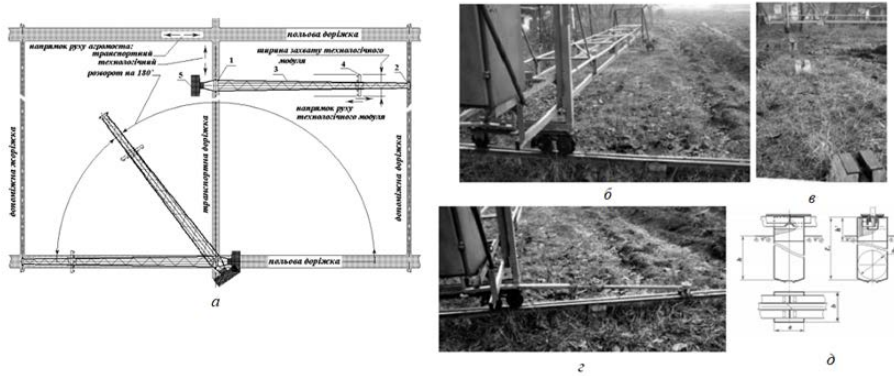 польова доріжка
напрямок руху агромоста:
транспортний
технологічний
розворот на 180°
ширина захвату технологічного
модуля
5
1
3
4
2
напрямок руху
технологічного модуля
допоміжна доріжка
транспортна доріжка
допоміжна доріжка
польова доріжка
а
б
в
г
д
h
h'
a
b